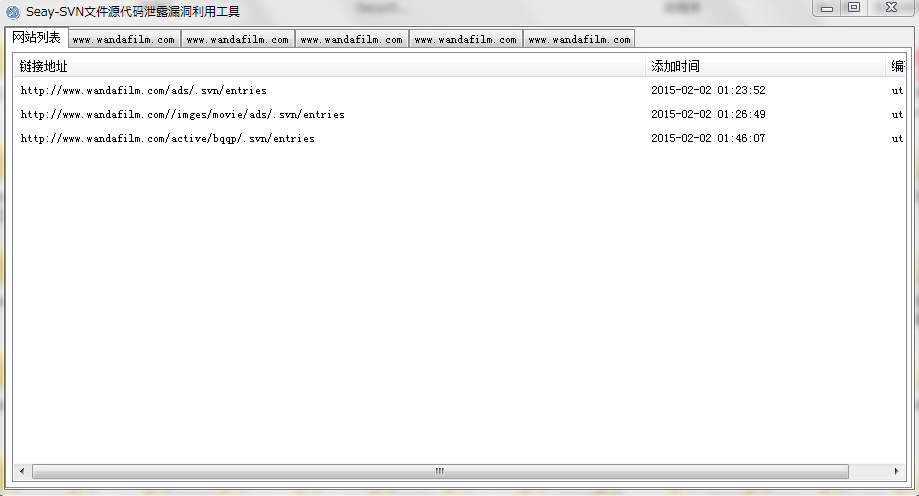 Seay-SVN文件源代码泄露漏洞利用工具
网站列表 www.wandafilm.com www.wandafilm.com www.wandafilm.com www.wandafilm.com www.wandafilm.com
链接地址 添加时间
http://www.wandafilm.com/ads/.svn/entries 2015-02-02 01:23:52 ut
http://www.wandafilm.com//imges/movie/ads/.svn/entries 2015-02-02 01:26:49 ut
http://www.wandafilm.com/active/bqqp/.svn/entries 2015-02-02 01:46:07 ut